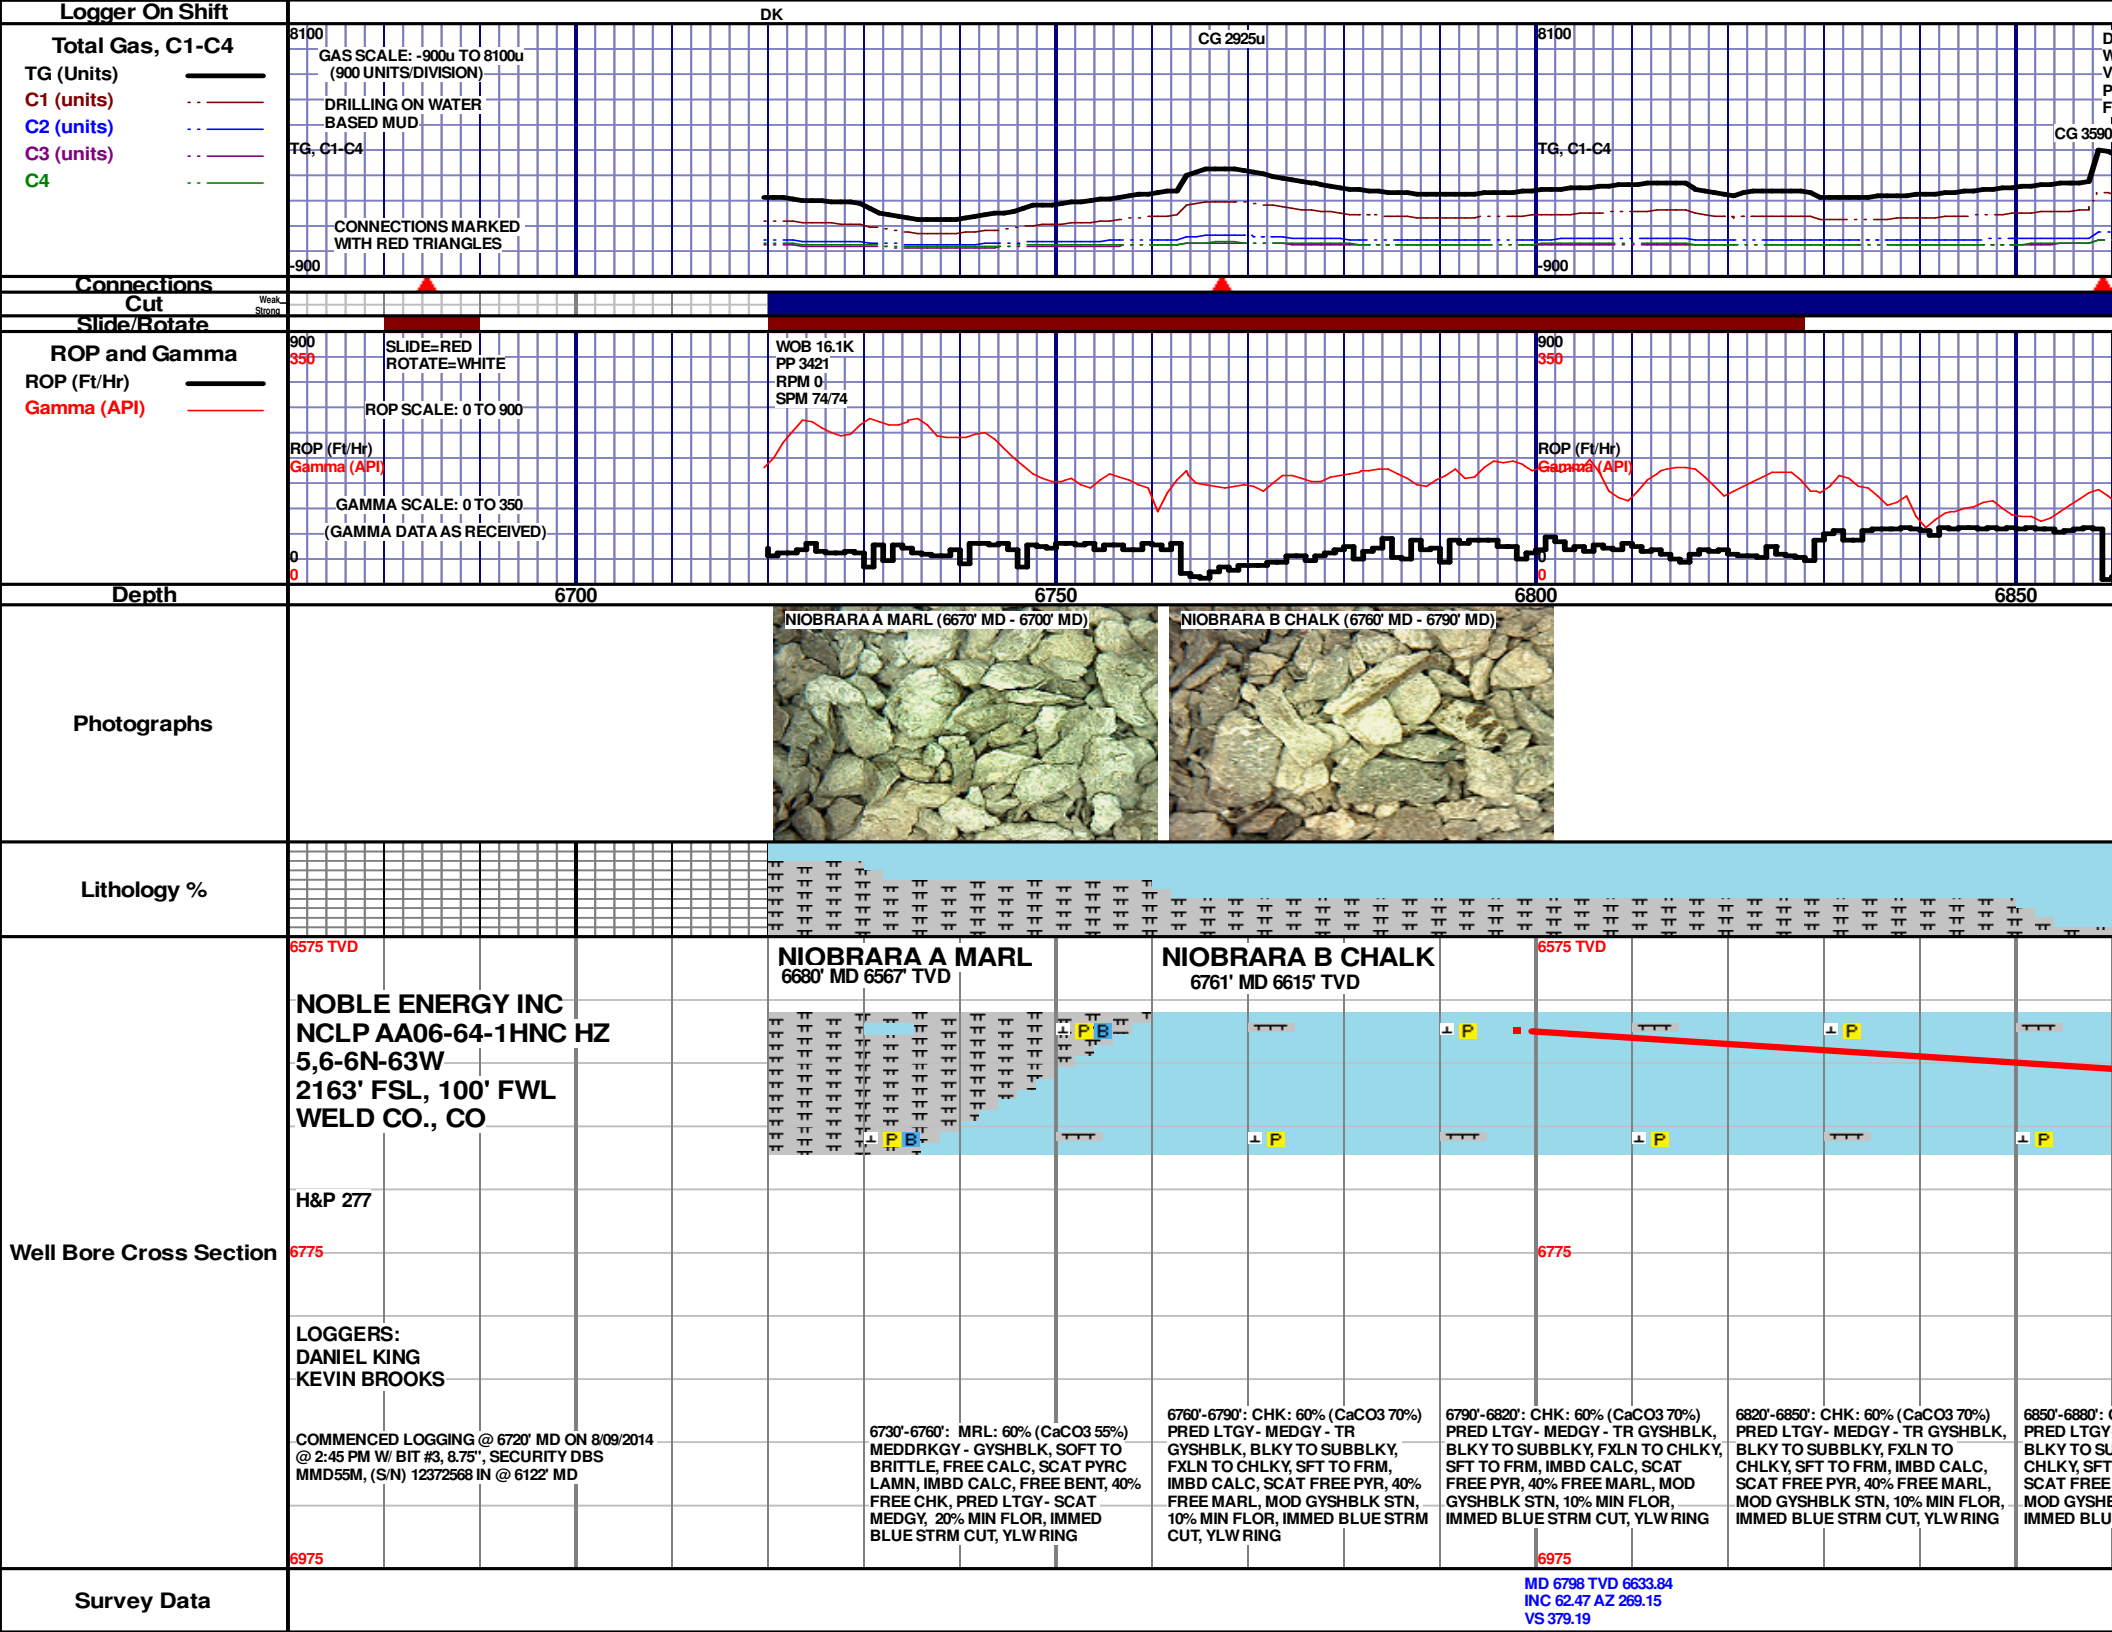 Logger On Shift
DK
Total Gas, C1-C4
TG (Units)
C1 (units)
C2 (units)
C3 (units)
C4
8100
GAS SCALE: -900u TO 8100u
(900 UNITS/DIVISION)
DRILLING ON WATER
BASED MUD
TG, C1-C4
CONNECTIONS MARKED
WITH RED TRIANGLES
-900
CG 2925u
8100
TG, C1-C4
-900
CG 3590
D
W
V
P
F
Connections
Cut
Weak
Strong
Slide/Rotate
ROP and Gamma
ROP (Ft/Hr)
Gamma (API)
900
350
SLIDE=RED
ROTATE=WHITE
ROP SCALE: 0 TO 900
ROP (Ft/Hr)
Gamma (API)
GAMMA SCALE: 0 TO 350
(GAMMA DATA AS RECEIVED)
0
0
WOB 16.1K
PP 3421
RPM 0
SPM 74/74
900
350
ROP (Ft/Hr)
Gamma (API)
0
0
Depth
6700
6750
6800
6850
Photographs
NIOBRARA A MARL (6670' MD - 6700' MD)
NIOBRARA B CHALK (6760' MD - 6790' MD)
Lithology %
Well Bore Cross Section
6575 TVD
NOBLE ENERGY INC
NCLP AA06-64-1HNC HZ
5,6-6N-63W
2163' FSL, 100' FWL
WELD CO., CO
H&P 277
6775
LOGGERS:
DANIEL KING
KEVIN BROOKS
COMMENCED LOGGING @ 6720' MD ON 8/09/2014
@ 2:45 PM W/ BIT #3, 8.75", SECURITY DBS
MMD55M, (S/N) 12372568 IN @ 6122' MD
6975
NIOBRARA A MARL
6680' MD 6567' TVD
NIOBRARA B CHALK
6761' MD 6615' TVD
6575 TVD
P B
P
P
P B
P
P
P
6775
6730'-6760': MRL: 60% (CaCO3 55%)
MEDDRKGY - GYSHBLK, SOFT TO
BRITTLE, FREE CALC, SCAT PYRC
LAMN, IMBD CALC, FREE BENT, 40%
FREE CHK, PRED LTGY - SCAT
MEDGY, 20% MIN FLOR, IMMED
BLUE STRM CUT, YLW RING
6760'-6790': CHK: 60% (CaCO3 70%)
PRED LTGY - MEDGY - TR
GYSHBLK, BLKY TO SUBBLKY,
FXLN TO CHLKY, SFT TO FRM,
IMBD CALC, SCAT FREE PYR, 40%
FREE MARL, MOD GYSHBLK STN,
10% MIN FLOR, IMMED BLUE STRM
CUT, YLW RING
6790'-6820': CHK: 60% (CaCO3 70%)
PRED LTGY - MEDGY - TR GYSHBLK,
BLKY TO SUBBLKY, FXLN TO CHLKY,
SFT TO FRM, IMBD CALC, SCAT
FREE PYR, 40% FREE MARL, MOD
GYSHBLK STN, 10% MIN FLOR,
IMMED BLUE STRM CUT, YLW RING
6820'-6850': CHK: 60% (CaCO3 70%)
PRED LTGY - MEDGY - TR GYSHBLK,
BLKY TO SUBBLKY, FXLN TO
CHLKY, SFT TO FRM, IMBD CALC,
SCAT FREE PYR, 40% FREE MARL,
MOD GYSHBLK STN, 10% MIN FLOR,
IMMED BLUE STRM CUT, YLW RING
6850'-6880':
PRED LTGY
BLKY TO SU
CHLKY, SFT
SCAT FREE
MOD GYSHB
IMMED BLU
6975
Survey Data
MD 6798 TVD 6633.84
INC 62.47 AZ 269.15
VS 379.19